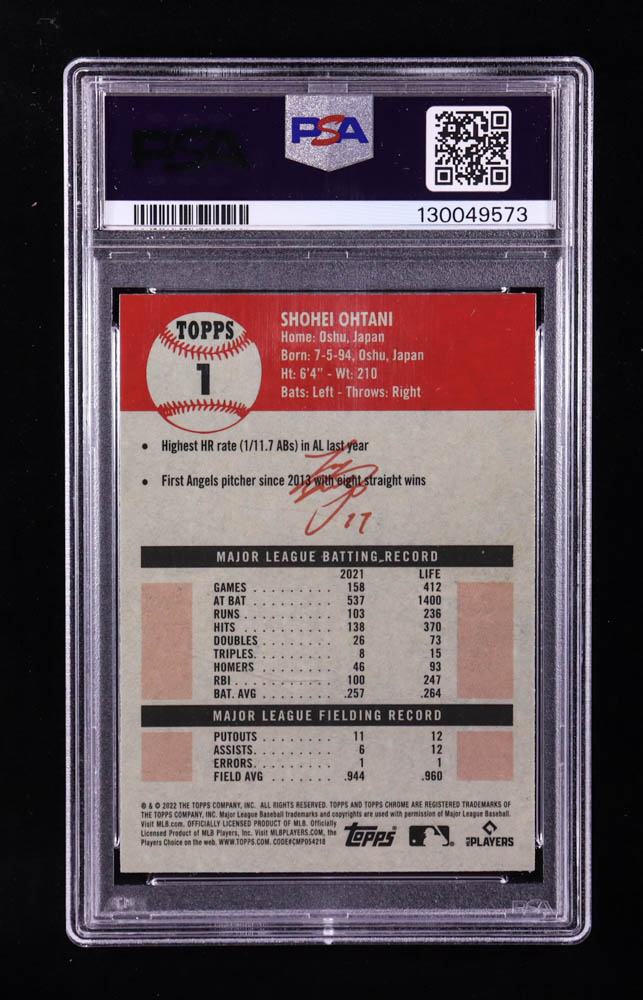 PSA
PSA
130049573
TOPPS
1
SHOHEI OHTANI
Home: Oshu, Japan
Born: 7-5-94, Oshu, Japan
Ht: 6'4" - Wt: 210
Bats: Left - Throws: Right
• Highest HR rate (1/11.7 ABs) in AL last year
• First Angels pitcher since 2013 with eight straight wins
17
MAJOR LEAGUE BATTING RECORD
2021 LIFE
GAMES . . . . . . . . . 158 412
AT BAT . . . . . . . . . 537 1400
RUNS . . . . . . . . . 103 236
HITS . . . . . . . . . 138 370
DOUBLES . . . . . . . . 26 73
TRIPLES. . . . . . . . . 8 15
HOMERS . . . . . . . . 46 93
RBI . . . . . . . . . 100 247
BAT. AVG . . . . . . . .257 .264
MAJOR LEAGUE FIELDING RECORD
PUTOUTS . . . . . . . . 11 12
ASSISTS. . . . . . . . . 6 12
ERRORS. . . . . . . . . 1 1
FIELD AVG . . . . . . . .944 .960
® & © 2022 THE TOPPS COMPANY, INC. ALL RIGHTS RESERVED. TOPPS AND TOPPS CHROME ARE REGISTERED TRADEMARKS OF
THE TOPPS COMPANY, INC. Major League Baseball trademarks and copyrights are used with permission of Major League Baseball.
Visit MLB.com. OFFICIALLY LICENSED PRODUCT OF MLB. Officially
Licensed Product of MLB Players, Inc. Visit MLBPLAYERS.COM, the
Players Choice on the web. WWW.TOPPS.COM. CODE#CMP054218
topps
MLB PLAYERS
PSA